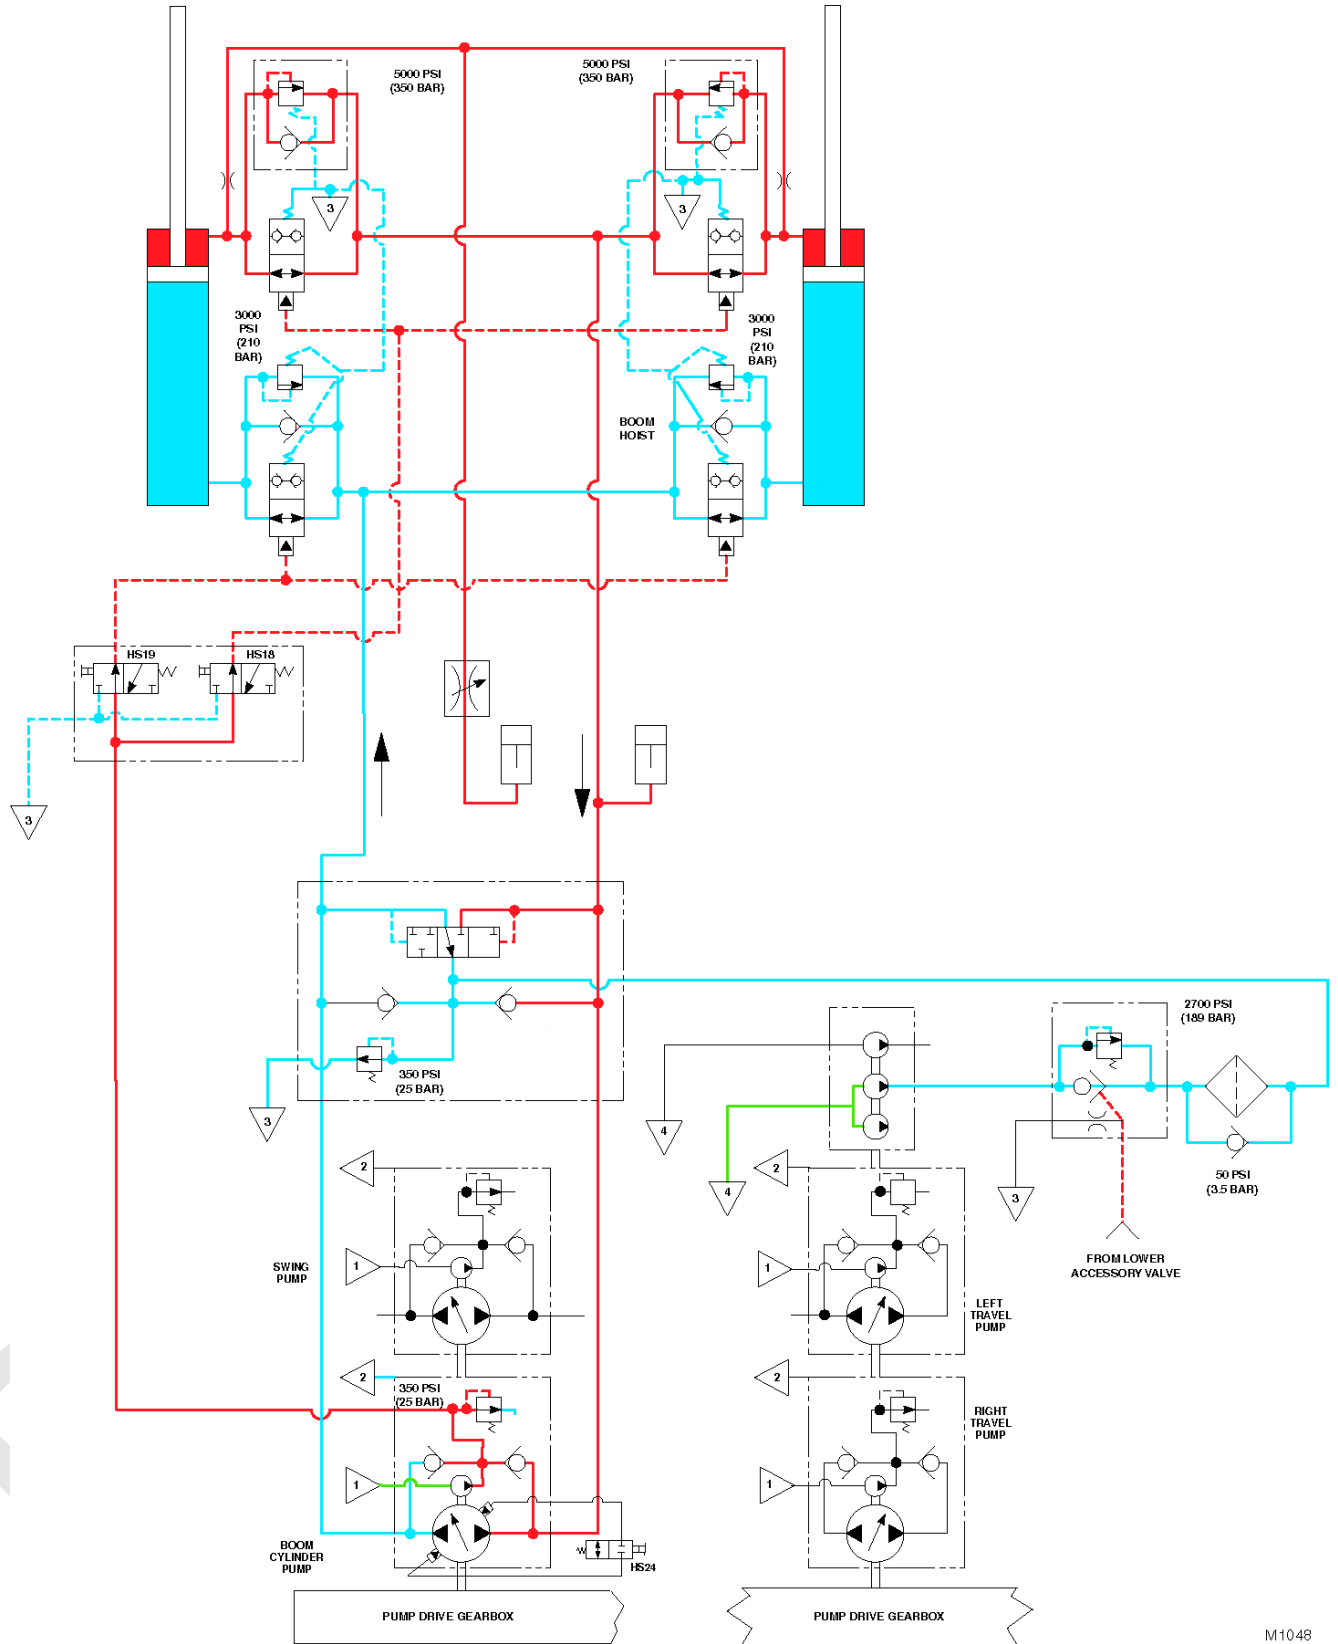 5000 PSI
(350 BAR)
5000 PSI
(350 BAR)
3
3
3000
PSI
(210
BAR)
3000
PSI
(210
BAR)
BOOM
HOIST
HS19
HS18
3
350 PSI
(25 BAR)
3
2700 PSI
(189 BAR)
4
4
3
50 PSI
(3.5 BAR)
FROM LOWER
ACCESSORY VALVE
2
2
SWING
PUMP
1
1
LEFT
TRAVEL
PUMP
2
350 PSI
(25 BAR)
2
RIGHT
TRAVEL
PUMP
1
1
BOOM
CYLINDER
PUMP
HS24
PUMP DRIVE GEARBOX
PUMP DRIVE GEARBOX
M1048